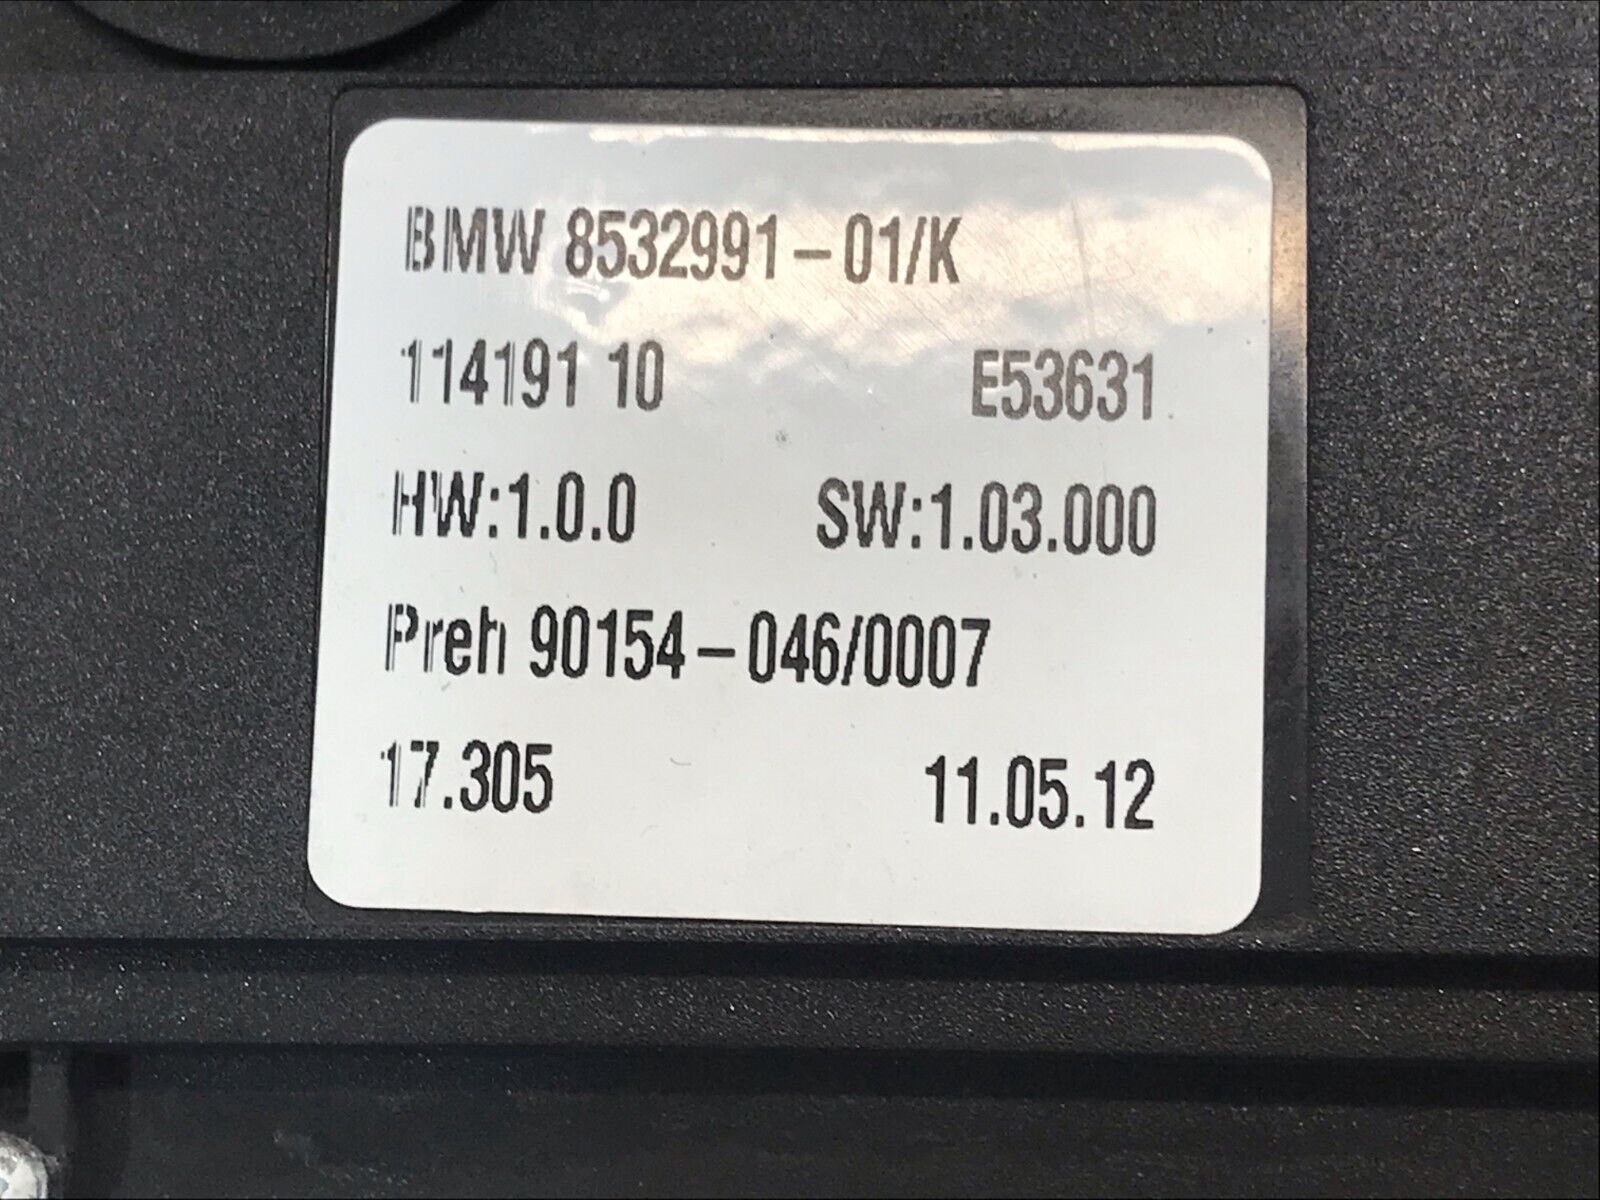 BMW 8532991-01/K
114191 10 E53631
HW:1.0.0 SW:1.03.000
Preh 90154-046/0007
17.305 11.05.12